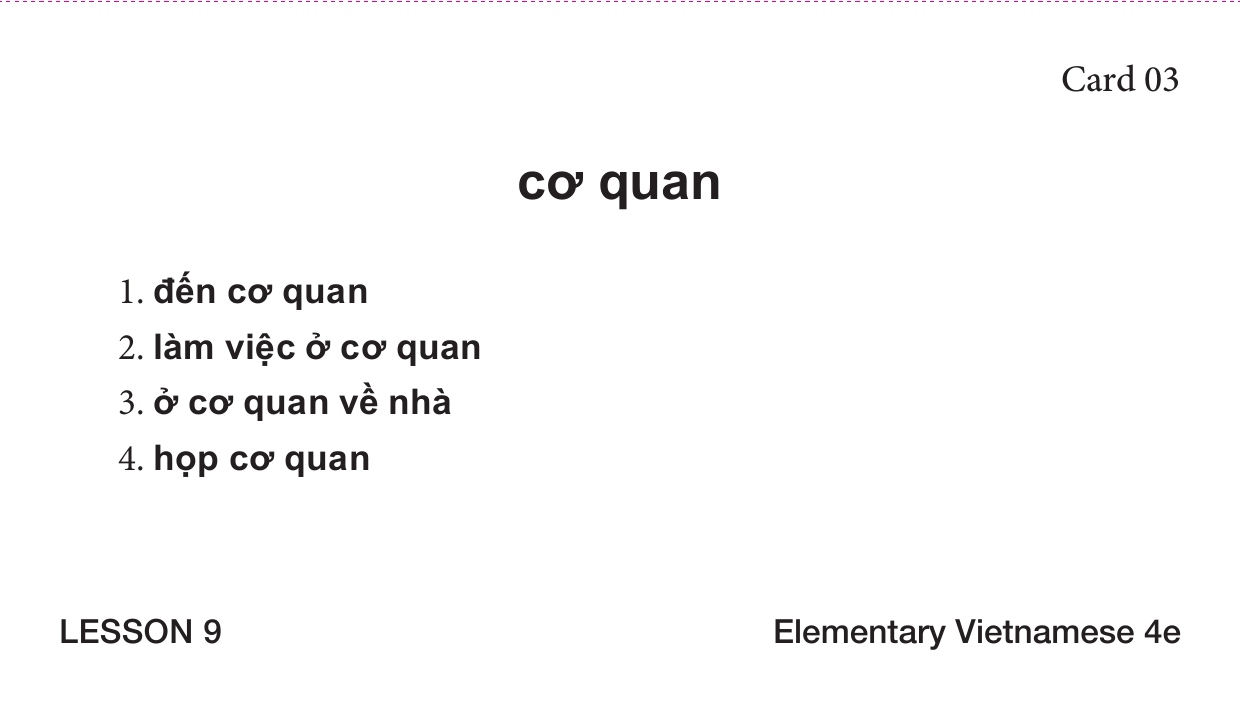 Card 03
cơ quan
1. đến cơ quan
2. làm việc ở cơ quan
3. ở cơ quan về nhà
4. họp cơ quan
LESSON 9
Elementary Vietnamese 4e